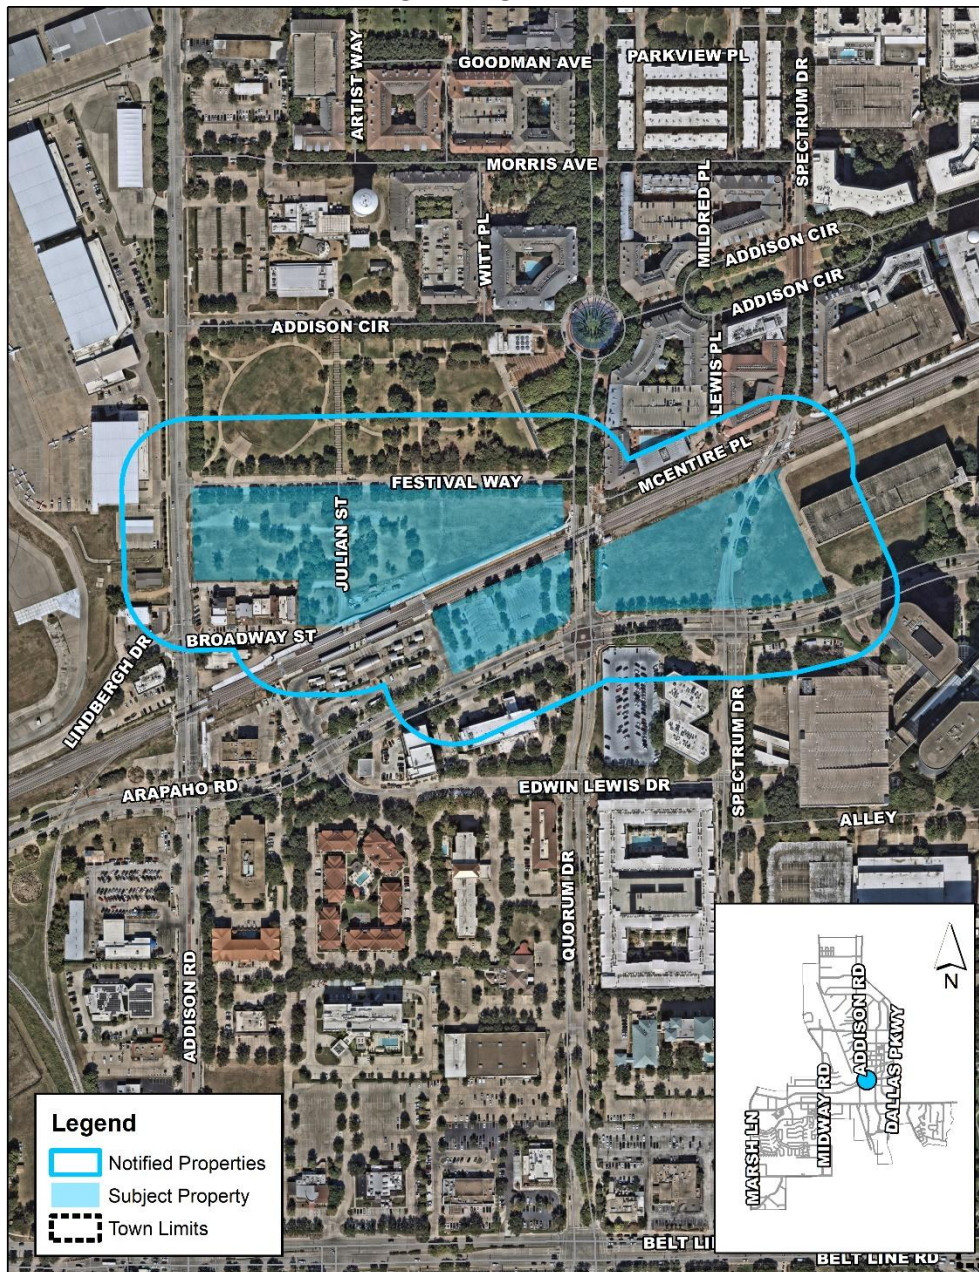 GOODMAN AVE
PARKVIEW PL
ARTIST WAY
SPECTRUM DR
MORRIS AVE
MILDRED PL
WITT PL
ADDISON CIR
ADDISON CIR
ADDISON CIR
LEWIS PL
MCENTIRE PL
FESTIVAL WAY
JULIAN ST
BROADWAY ST
LINDBERGH DR
ARAPAHO RD
EDWIN LEWIS DR
SPECTRUM DR
ALLEY
QUORUM DR
ADDISON RD
Legend
Notified Properties
Subject Property
Town Limits
N
ADDISON RD
DALLAS PKWY
MIDWAY RD
MARSH LN
BELT LI
BELT LINE RD